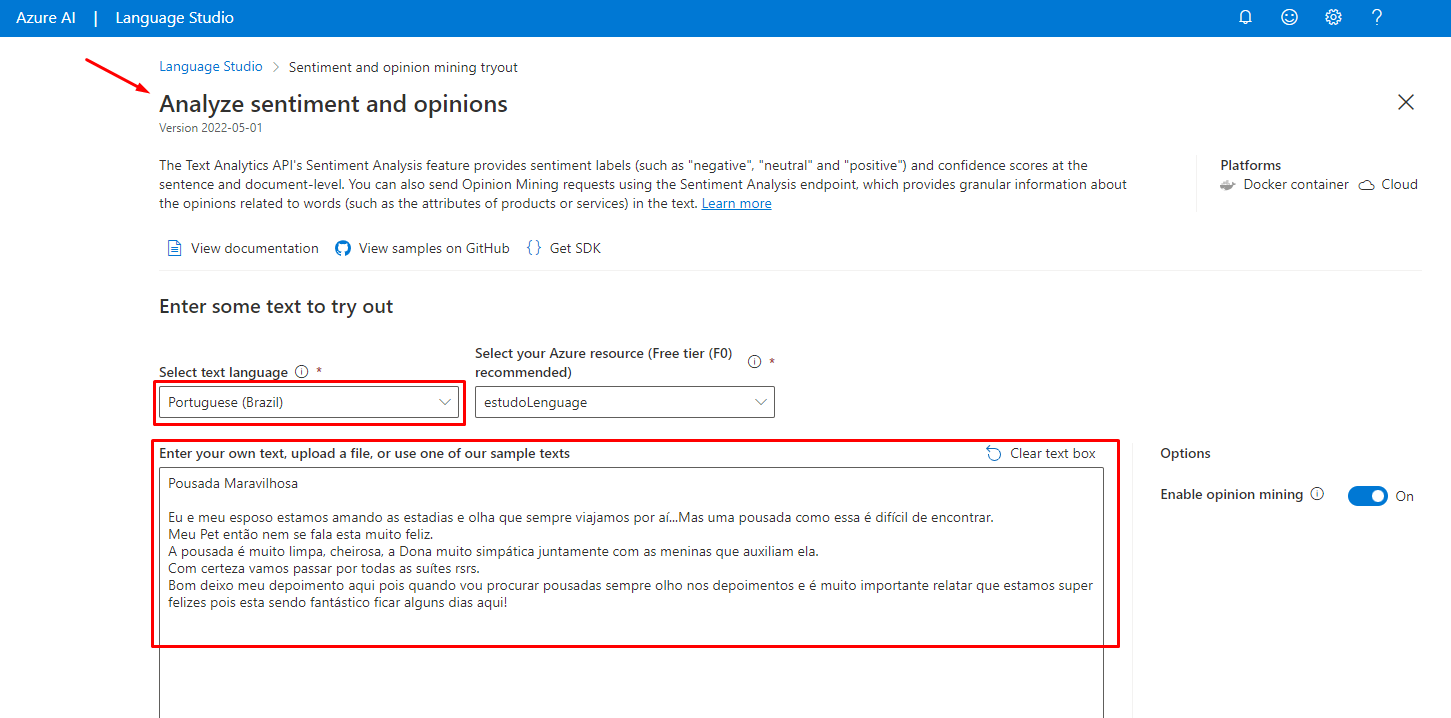 Azure AI | Language Studio
Language Studio > Sentiment and opinion mining tryout
Analyze sentiment and opinions
Version 2022-05-01
The Text Analytics API's Sentiment Analysis feature provides sentiment labels (such as "negative", "neutral" and "positive") and confidence scores at the
sentence and document-level. You can also send Opinion Mining requests using the Sentiment Analysis endpoint, which provides granular information about
the opinions related to words (such as the attributes of products or services) in the text. Learn more
Platforms
Docker container Cloud
View documentation View samples on GitHub {} Get SDK
Enter some text to try out
Select text language *
Portuguese (Brazil)
Select your Azure resource (Free tier (F0)
recommended) *
estudoLenguage
Enter your own text, upload a file, or use one of our sample texts
Clear text box
Pousada Maravilhosa
Eu e meu esposo estamos amando as estadias e olha que sempre viajamos por aí...Mas uma pousada como essa é difícil de encontrar.
Meu Pet então nem se fala esta muito feliz.
A pousada é muito limpa, cheirosa, a Dona muito simpática juntamente com as meninas que auxiliam ela.
Com certeza vamos passar por todas as suítes rsrs.
Bom deixo meu depoimento aqui pois quando vou procurar pousadas sempre olho nos depoimentos e é muito importante relatar que estamos super
felizes pois esta sendo fantástico ficar alguns dias aqui!
Options
Enable opinion mining On